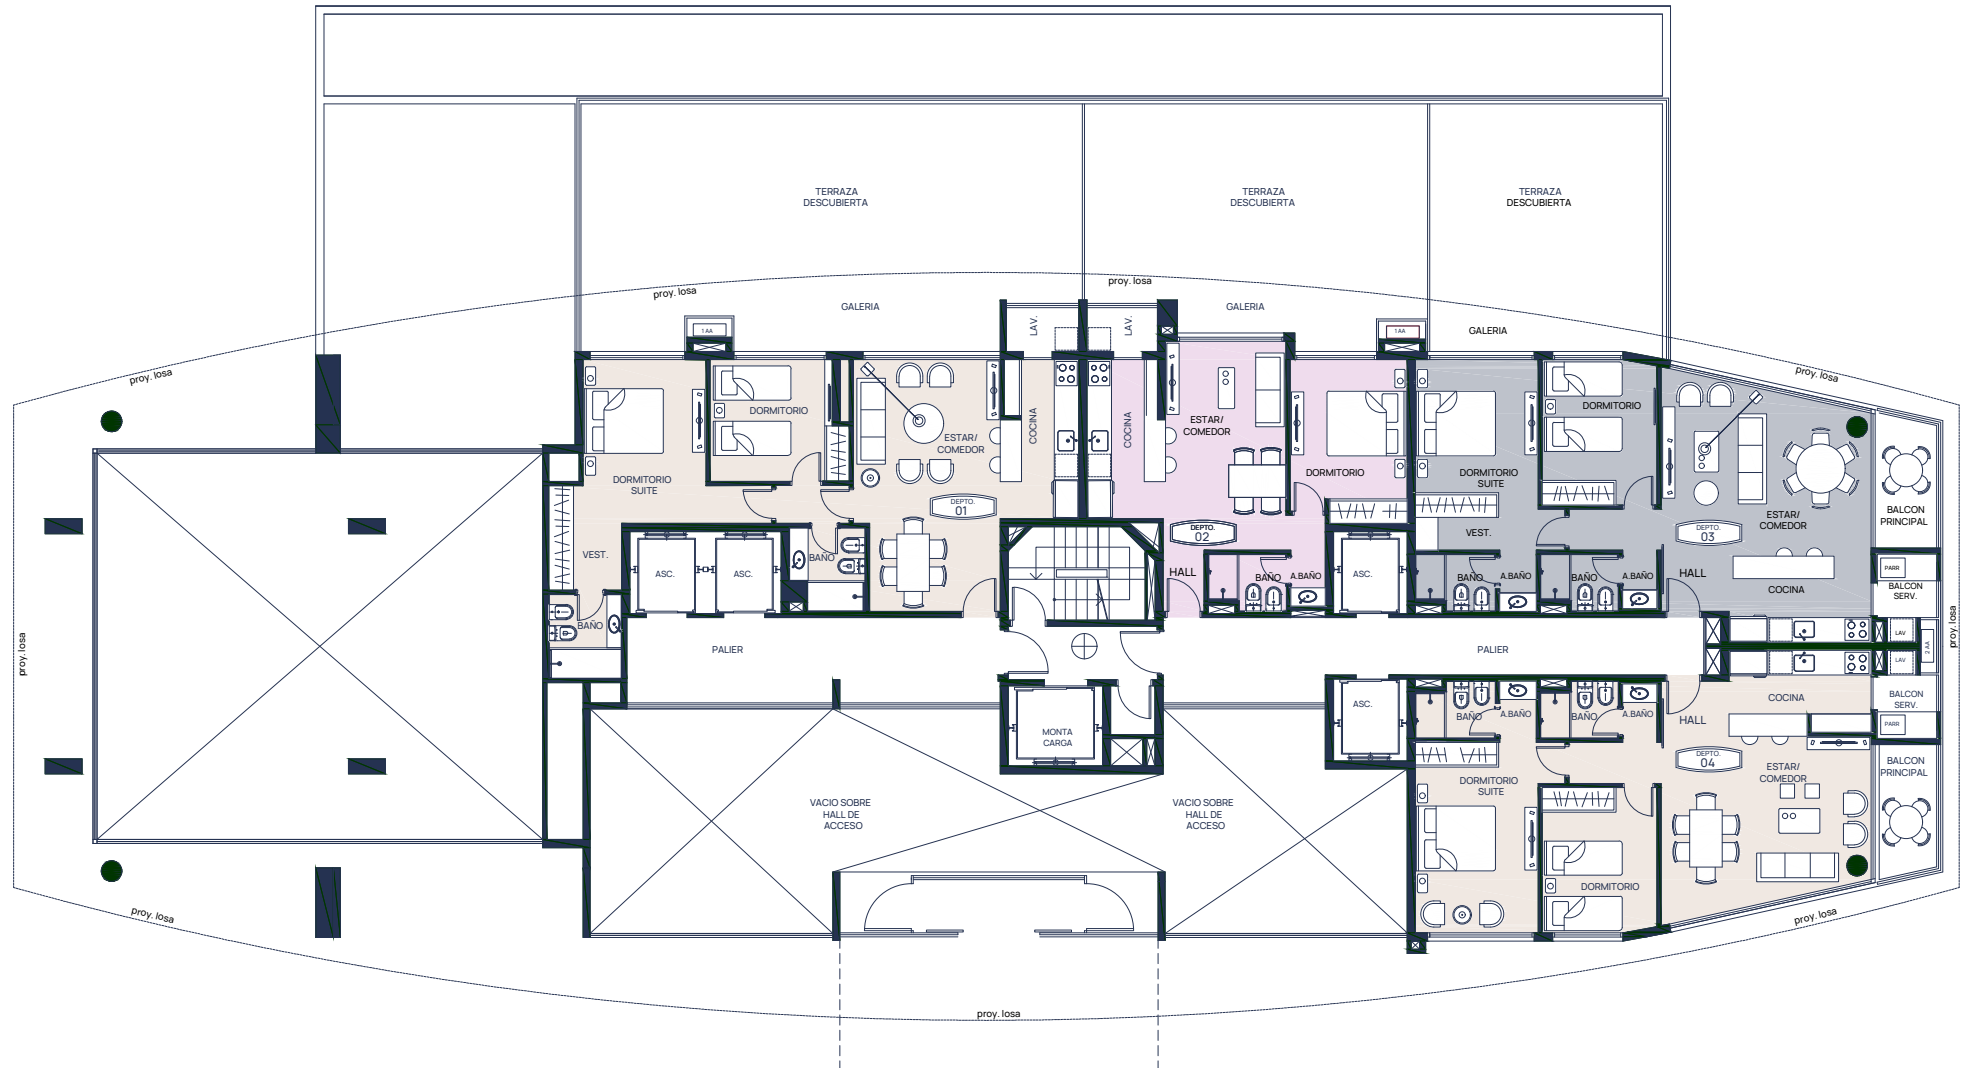 TERRAZA
DESCUBIERTA
TERRAZA
DESCUBIERTA
TERRAZA
DESCUBIERTA
proy. losa
proy. losa
GALERIA
GALERIA
GALERIA
1 AA
1 AA
LAV.
LAV.
proy. losa
proy. losa
DORMITORIO
SUITE
DORMITORIO
ESTAR/
COMEDOR
COCINA
COCINA
DEPTO.
01
VEST.
BAÑO
BAÑO
ASC.
ASC.
ESTAR/
COMEDOR
DORMITORIO
DEPTO.
02
HALL
BAÑO
A.BAÑO
ASC.
DORMITORIO
SUITE
DORMITORIO
VEST.
BAÑO
A.BAÑO
BAÑO
A.BAÑO
ESTAR/
COMEDOR
DEPTO.
03
HALL
COCINA
BALCON
PRINCIPAL
PARR
BALCON
SERV.
LAV
LAV
2 AA
proy. losa
proy. losa
PALIER
PALIER
MONTA
CARGA
ASC.
BAÑO
A.BAÑO
BAÑO
A.BAÑO
HALL
COCINA
BALCON
SERV.
PARR
DEPTO.
04
ESTAR/
COMEDOR
BALCON
PRINCIPAL
DORMITORIO
SUITE
DORMITORIO
VACIO SOBRE
HALL DE
ACCESO
VACIO SOBRE
HALL DE
ACCESO
proy. losa
proy. losa
proy. losa